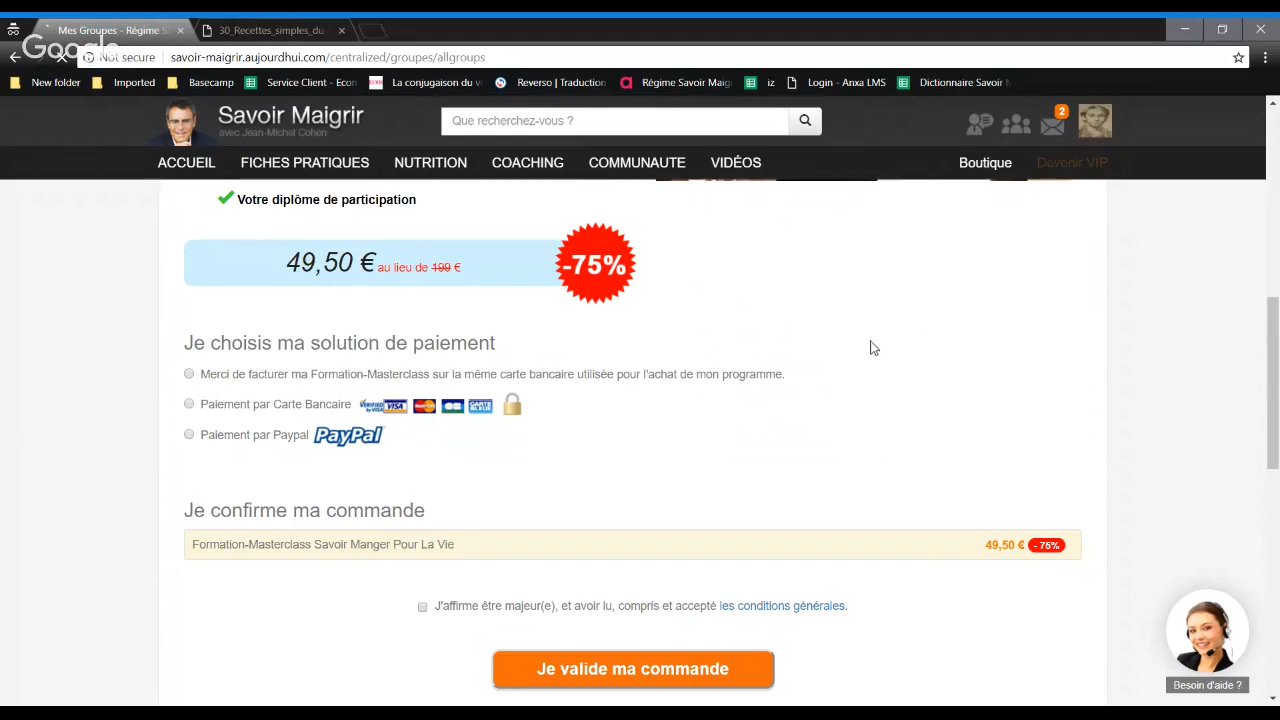 Mes Groupes - Régime S
30_Recettes_simples_du
Google
Not secure
savoir-maigrir.aujourdhui.com/centralized/groupes/allgroups
New folder
Imported
Basecamp
Service Client - Econ
La conjugaison du v
Reverso | Traduction
Régime Savoir Maigr
iz
Login - Anxa LMS
Dictionnaire Savoir M
Savoir Maigrir
avec Jean-Michel Cohen
Que recherchez-vous ?
2
ACCUEIL
FICHES PRATIQUES
NUTRITION
COACHING
COMMUNAUTE
VIDÉOS
Boutique
Devenir VIP
Votre diplôme de participation
49,50 € au lieu de 199 €
-75%
Je choisis ma solution de paiement
Merci de facturer ma Formation-Masterclass sur la même carte bancaire utilisée pour l'achat de mon programme.
Paiement par Carte Bancaire
Paiement par Paypal PayPal
Je confirme ma commande
Formation-Masterclass Savoir Manger Pour La Vie
49,50 € - 75%
J'affirme être majeur(e), et avoir lu, compris et accepté les conditions générales.
Je valide ma commande
Besoin d'aide ?